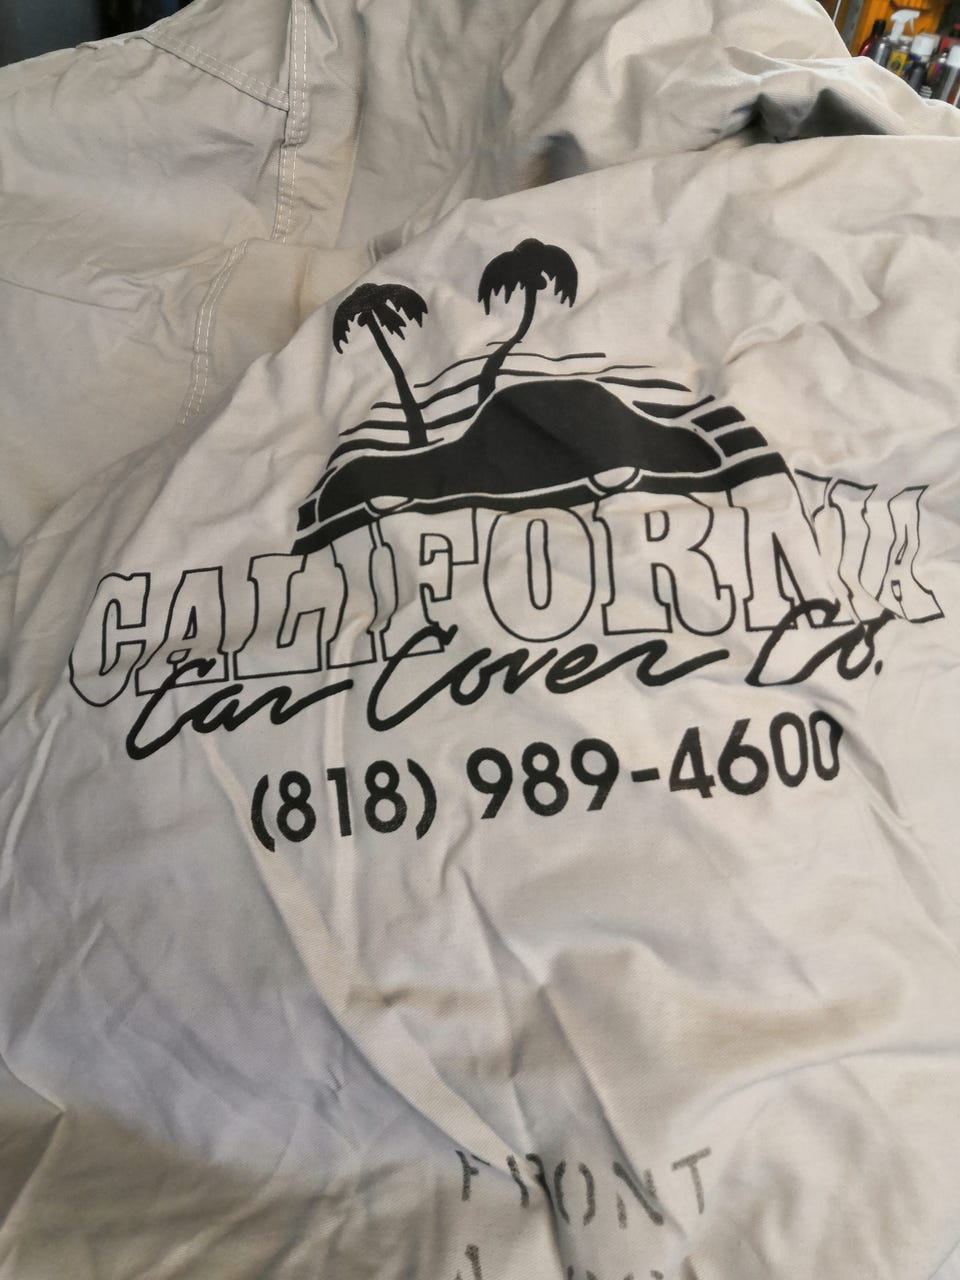 CALIFORNIA
Car Cover Co.
(818) 989-4600
FRONT